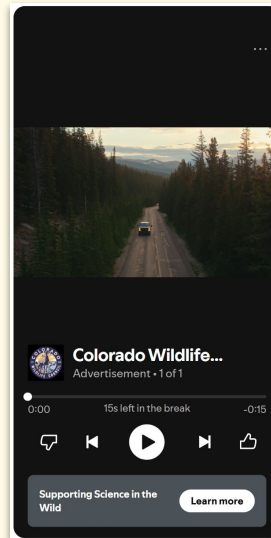 Colorado Wildlife...
Advertisement • 1 of 1
0:00 15s left in the break -0:15
Supporting Science in the
Wild
Learn more